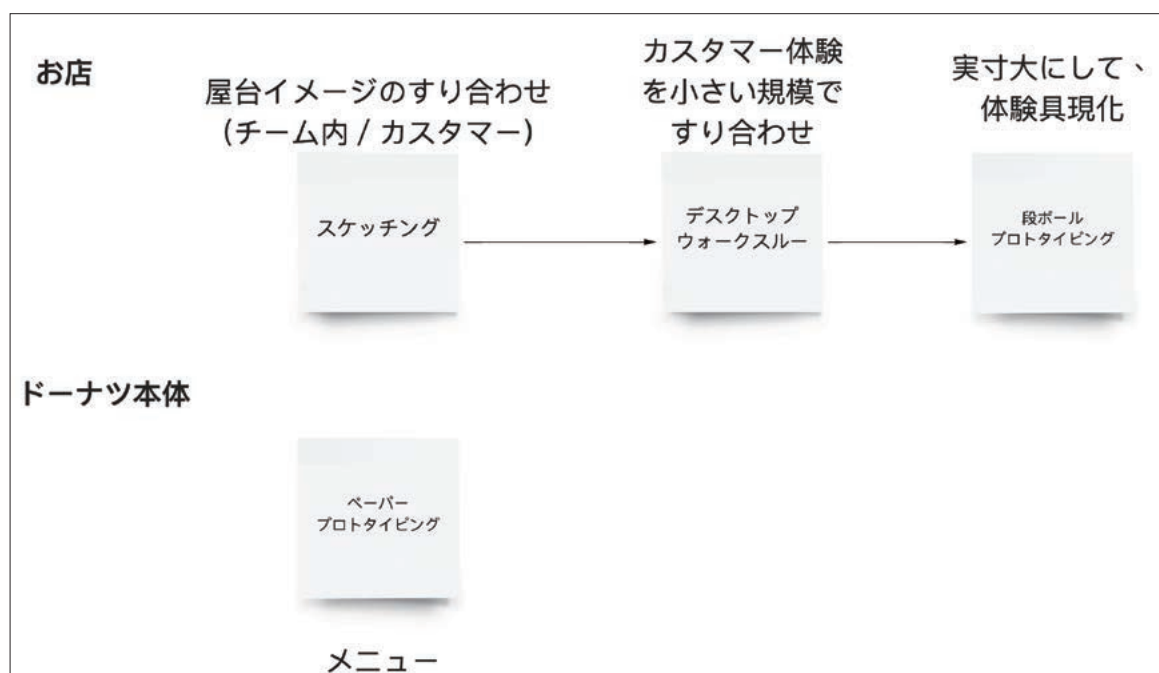 お店
屋台イメージのすり合わせ
(チーム内 / カスタマー)
カスタマー体験
を小さい規模で
すり合わせ
実寸大にして、
体験具現化
スケッチング
デスクトップ
ウォークスルー
段ボール
プロトタイピング
ドーナツ本体
ペーパー
プロトタイピング
メニュー